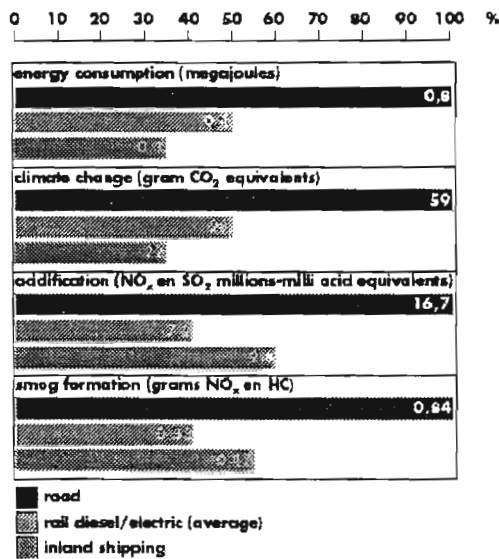 0 10 20 30 40 50 60 70 80 90 100 %
energy consumption (megajoules)
0,8
climate change (gram CO₂ equivalents)
59
addification (NOₓ en SO₂ millions-milli acid equivalents)
16,7
smog formation (grams NOₓ en HC)
0,84
road
rail diesel/electric (average)
inland shipping